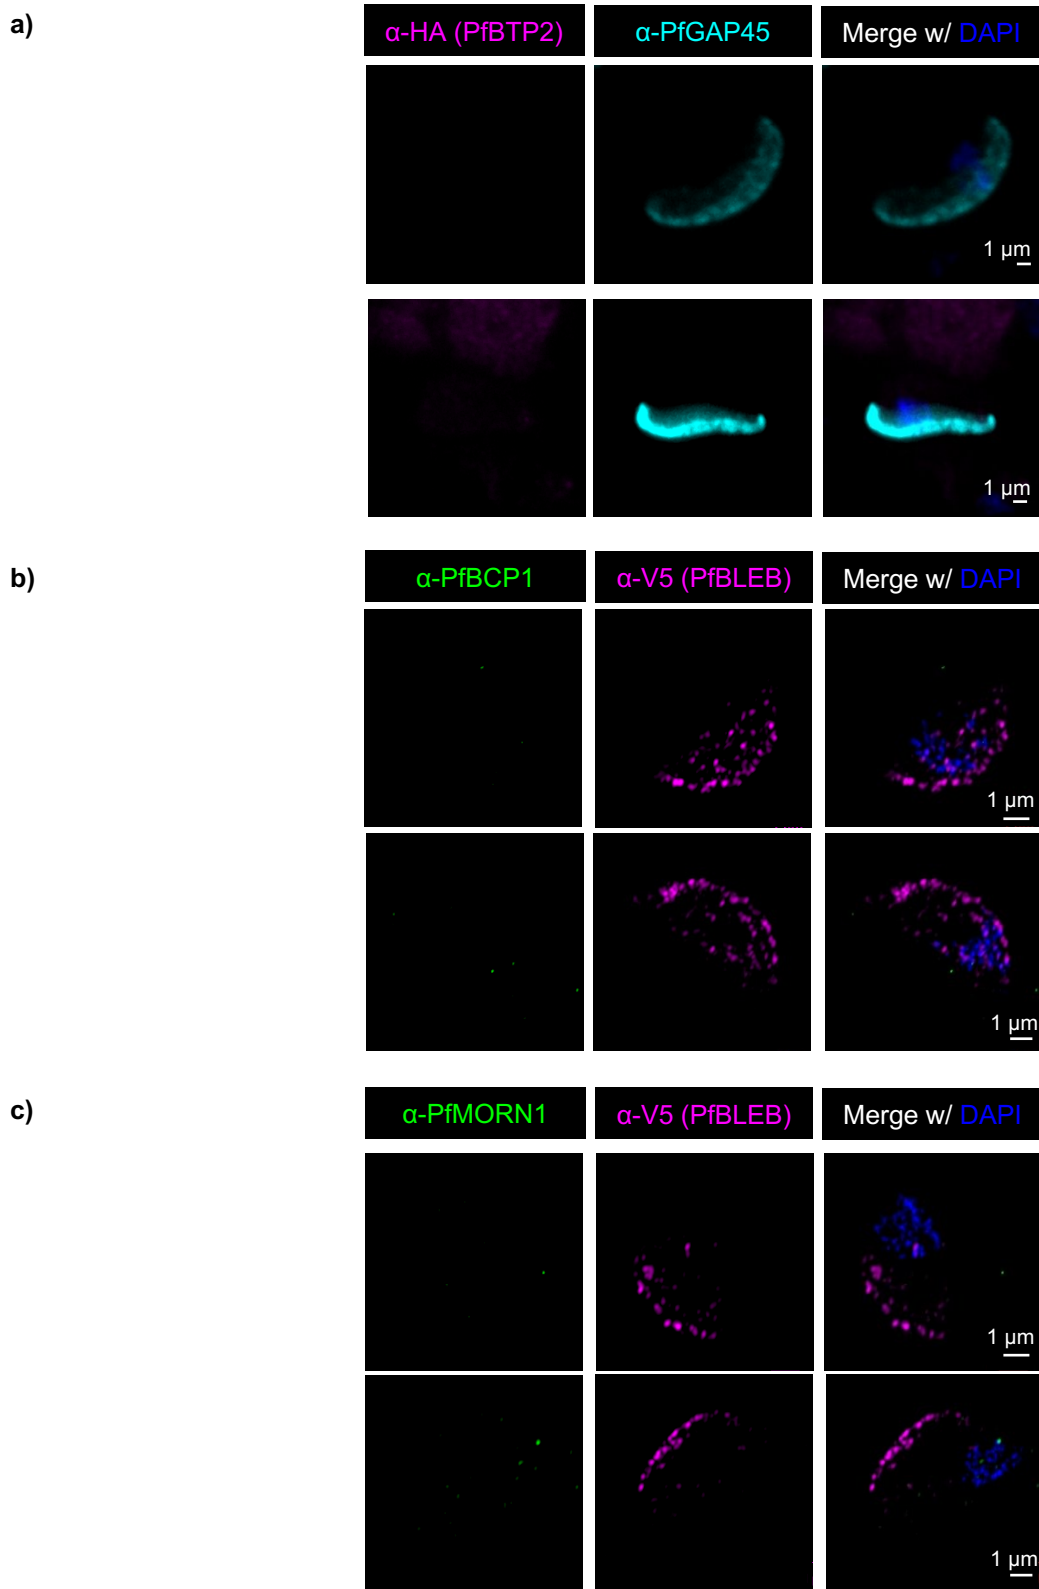 a)
α-HA (PfBTP2) α-PfGAP45 Merge w/ DAPI
1 µm
1 µm
b)
α-PfBCP1 α-V5 (PfBLEB) Merge w/ DAPI
1 µm
1 µm
c)
α-PfMORN1 α-V5 (PfBLEB) Merge w/ DAPI
1 µm
1 µm